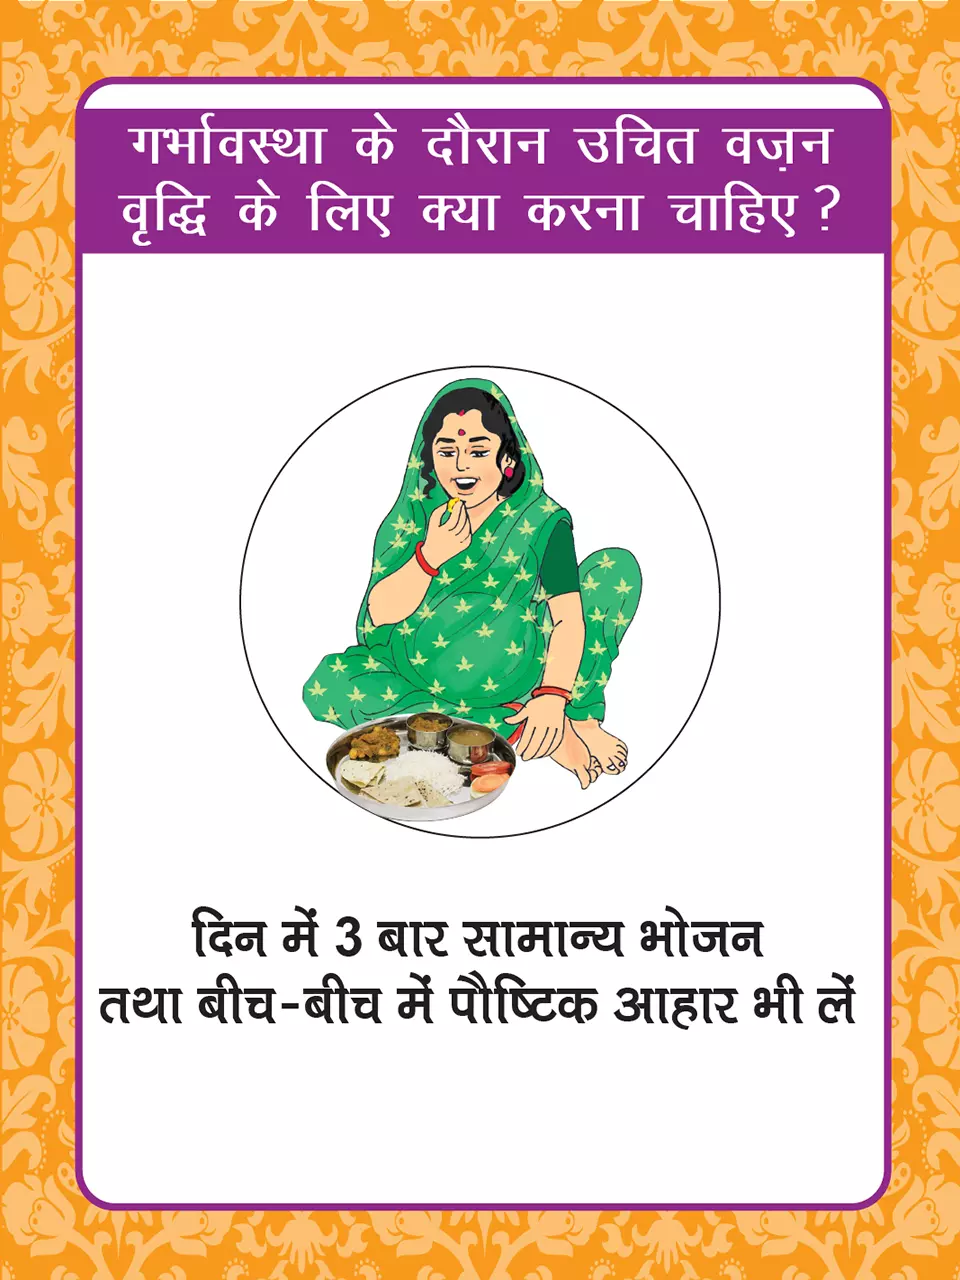 गर्भावस्था के दौरान उचित वज़न
वृद्धि के लिए क्या करना चाहिए ?
दिन में 3 बार सामान्य भोजन
तथा बीच-बीच में पौष्टिक आहार भी लें